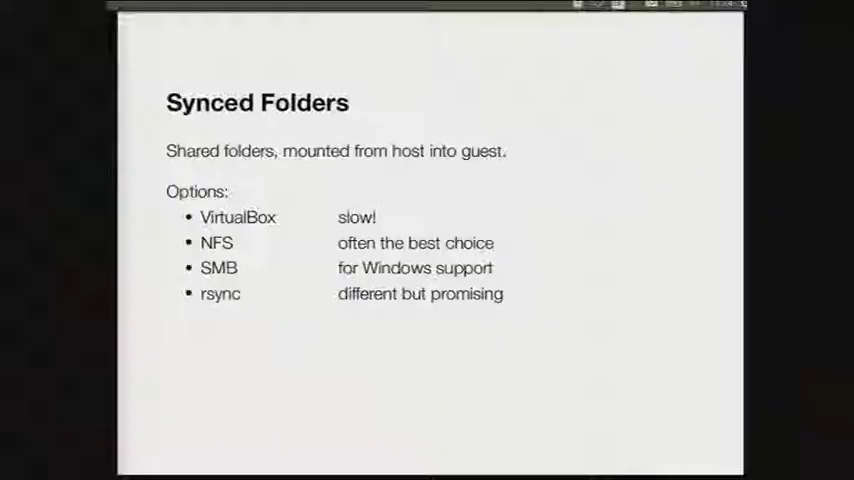 Synced Folders
Shared folders, mounted from host into guest.
Options:
• VirtualBox slow!
• NFS often the best choice
• SMB for Windows support
• rsync different but promising